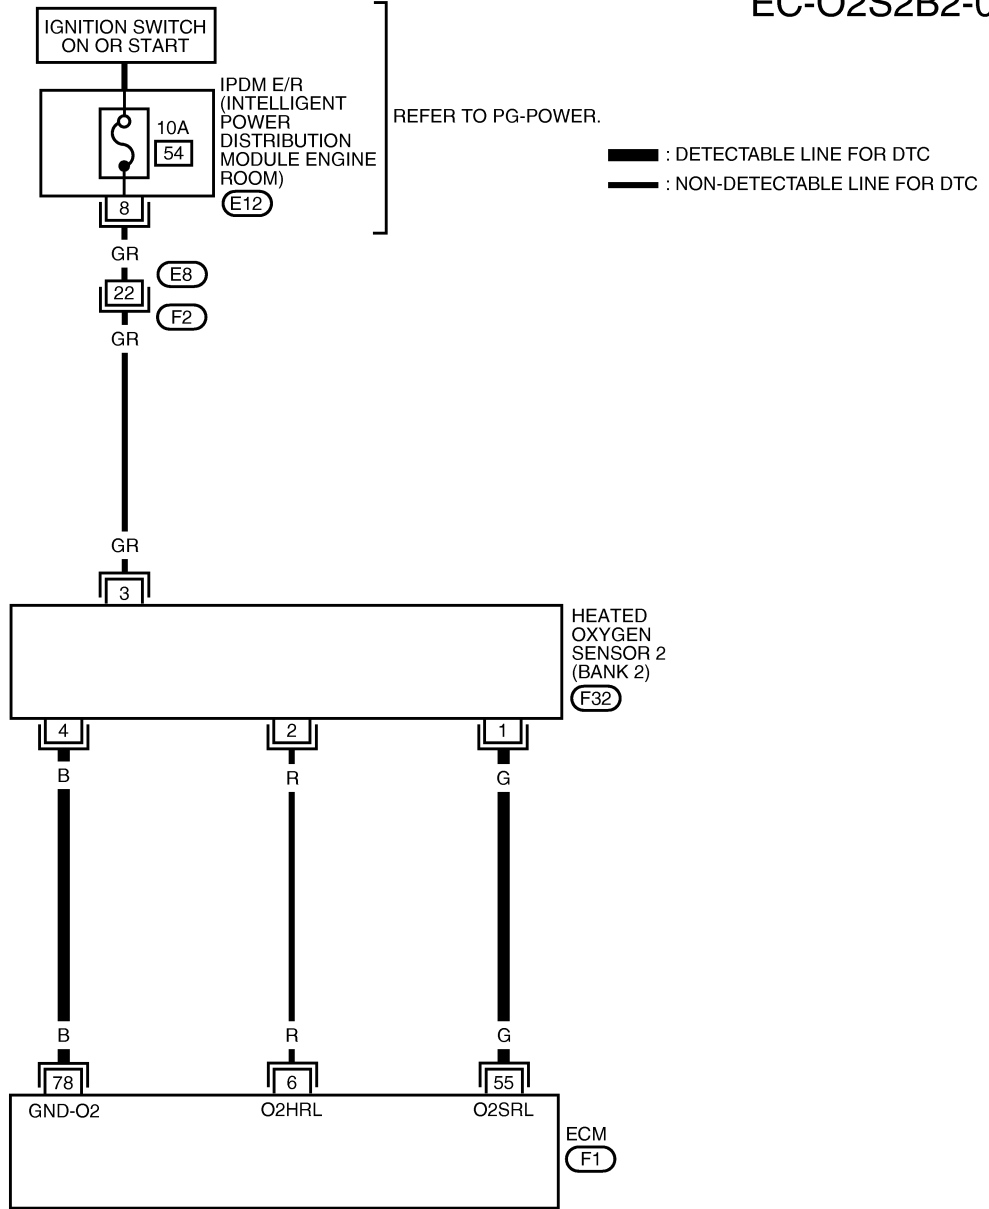 EC-O2S2B2-0
IGNITION SWITCH
ON OR START
IPDM E/R
(INTELLIGENT
POWER
DISTRIBUTION
MODULE ENGINE
ROOM)
E12
10A
54
REFER TO PG-POWER.
: DETECTABLE LINE FOR DTC
: NON-DETECTABLE LINE FOR DTC
8
GR
E8
22
F2
GR
GR
3
HEATED
OXYGEN
SENSOR 2
(BANK 2)
F32
4 2 1
B R G
B R G
78 6 55
GND-O2 O2HRL O2SRL
ECM
F1